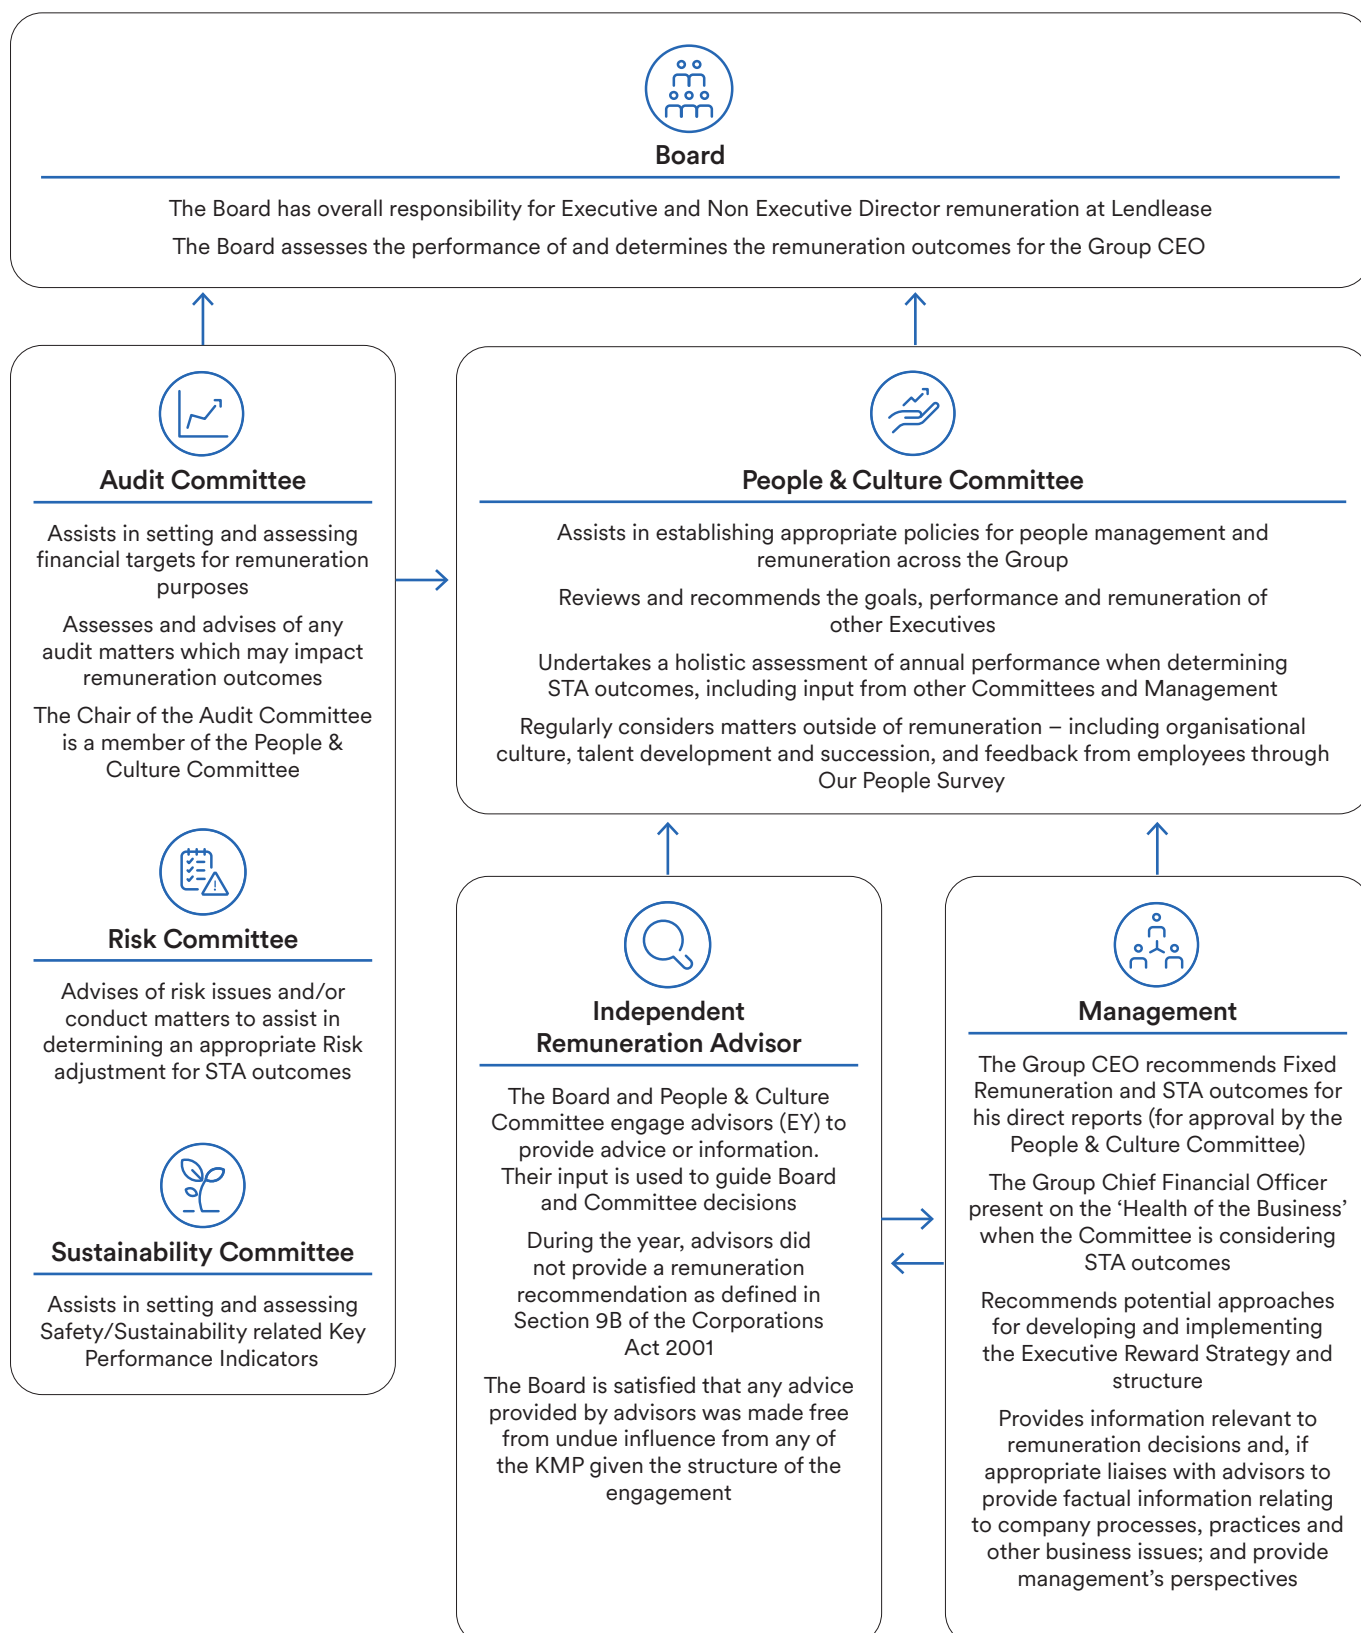 Board
The Board has overall responsibility for Executive and Non Executive Director remuneration at Lendlease
The Board assesses the performance of and determines the remuneration outcomes for the Group CEO
Audit Committee
Assists in setting and assessing
financial targets for remuneration
purposes
Assesses and advises of any
audit matters which may impact
remuneration outcomes
The Chair of the Audit Committee
is a member of the People &
Culture Committee
Risk Committee
Advises of risk issues and/or
conduct matters to assist in
determining an appropriate Risk
adjustment for STA outcomes
Sustainability Committee
Assists in setting and assessing
Safety/Sustainability related Key
Performance Indicators
People & Culture Committee
Assists in establishing appropriate policies for people management and
remuneration across the Group
Reviews and recommends the goals, performance and remuneration of
other Executives
Undertakes a holistic assessment of annual performance when determining
STA outcomes, including input from other Committees and Management
Regularly considers matters outside of remuneration – including organisational
culture, talent development and succession, and feedback from employees through
Our People Survey
Independent
Remuneration Advisor
The Board and People & Culture
Committee engage advisors (EY) to
provide advice or information.
Their input is used to guide Board
and Committee decisions
During the year, advisors did
not provide a remuneration
recommendation as defined in
Section 9B of the Corporations
Act 2001
The Board is satisfied that any advice
provided by advisors was made free
from undue influence from any of
the KMP given the structure of the
engagement
Management
The Group CEO recommends Fixed
Remuneration and STA outcomes for
his direct reports (for approval by the
People & Culture Committee)
The Group Chief Financial Officer
present on the ‘Health of the Business’
when the Committee is considering
STA outcomes
Recommends potential approaches
for developing and implementing
the Executive Reward Strategy and
structure
Provides information relevant to
remuneration decisions and, if
appropriate liaises with advisors to
provide factual information relating
to company processes, practices and
other business issues; and provide
management’s perspectives